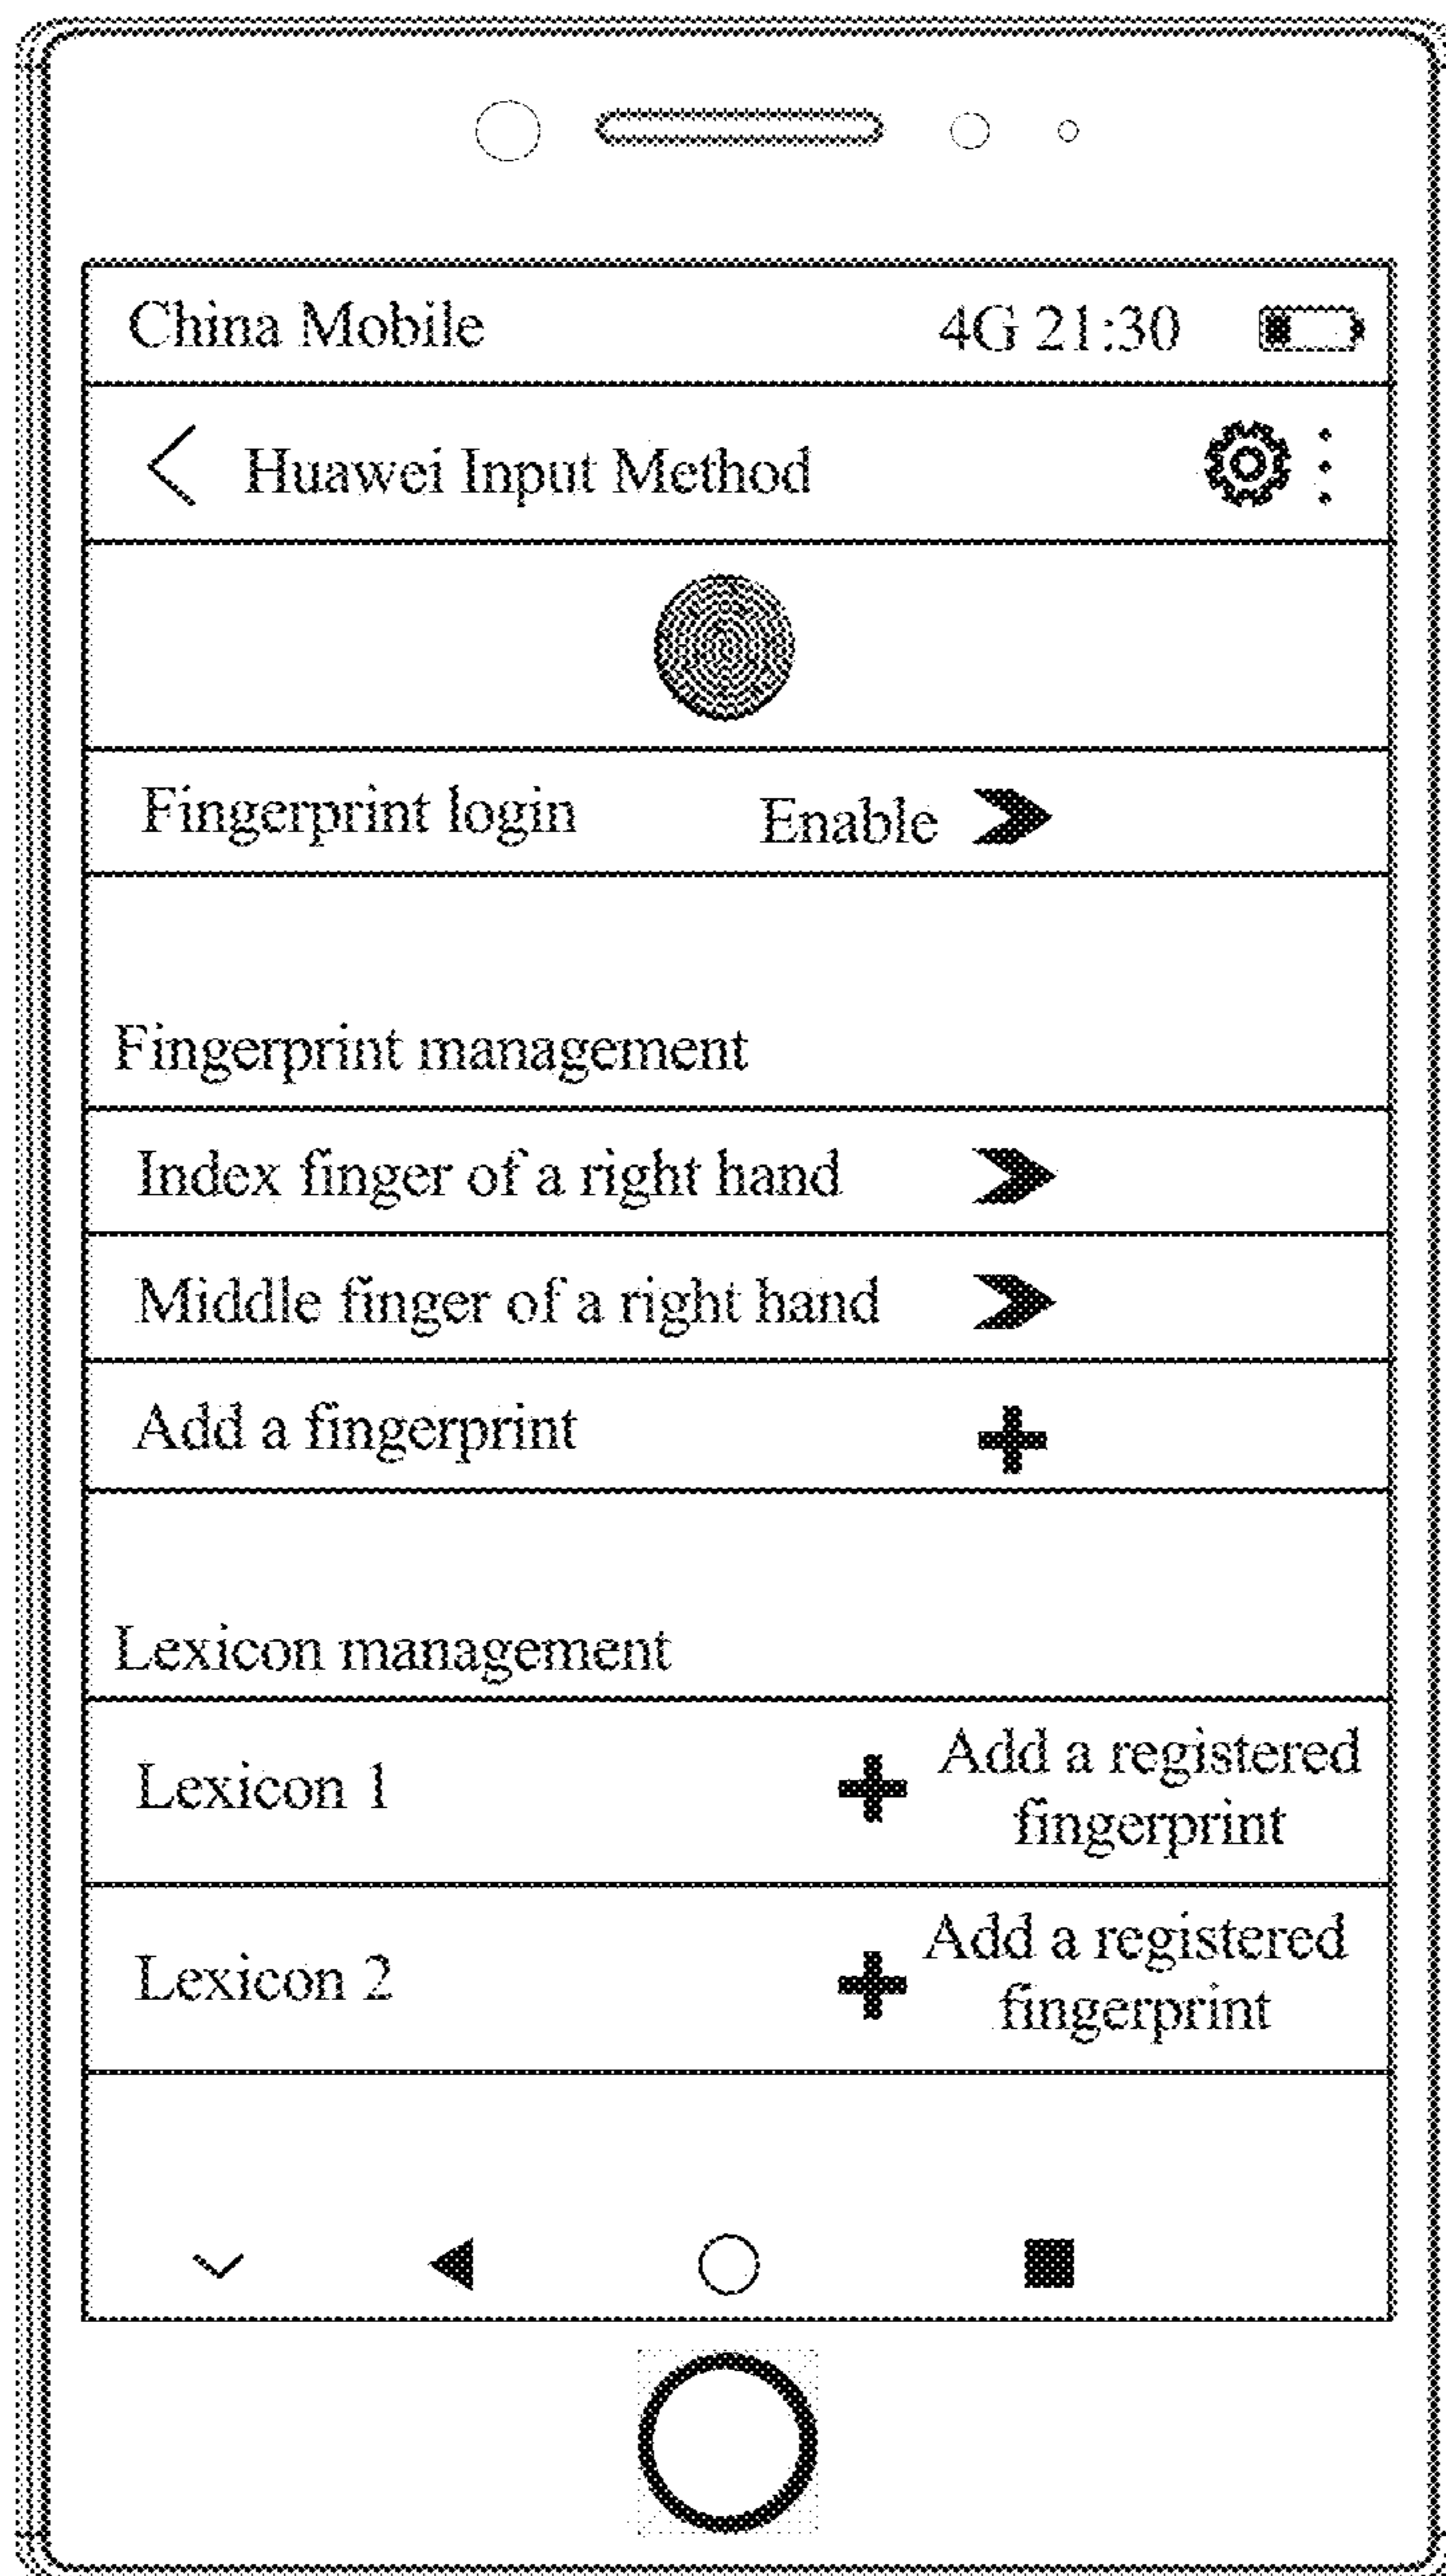 China Mobile 4G 21:30
Huawei Input Method
Fingerprint login Enable
Fingerprint management
Index finger of a right hand
Middle finger of a right hand
Add a fingerprint
Lexicon management
Lexicon 1
Add a registered
fingerprint
Lexicon 2
Add a registered
fingerprint